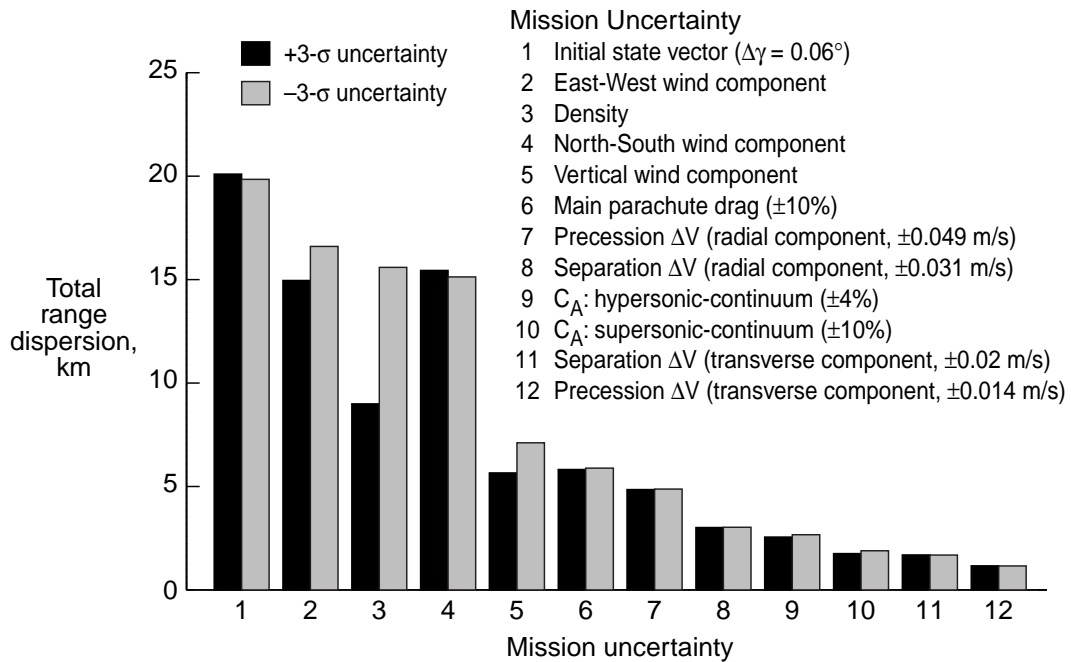 Mission Uncertainty
1 Initial state vector (Δγ = 0.06°)
2 East-West wind component
3 Density
4 North-South wind component
5 Vertical wind component
6 Main parachute drag (±10%)
7 Precession ΔV (radial component, ±0.049 m/s)
8 Separation ΔV (radial component, ±0.031 m/s)
9 C_A: hypersonic-continuum (±4%)
10 C_A: supersonic-continuum (±10%)
11 Separation ΔV (transverse component, ±0.02 m/s)
12 Precession ΔV (transverse component, ±0.014 m/s)
+3-σ uncertainty
–3-σ uncertainty
25
20
15
10
5
0
Total
range
dispersion,
km
1 2 3 4 5 6 7 8 9 10 11 12
Mission uncertainty